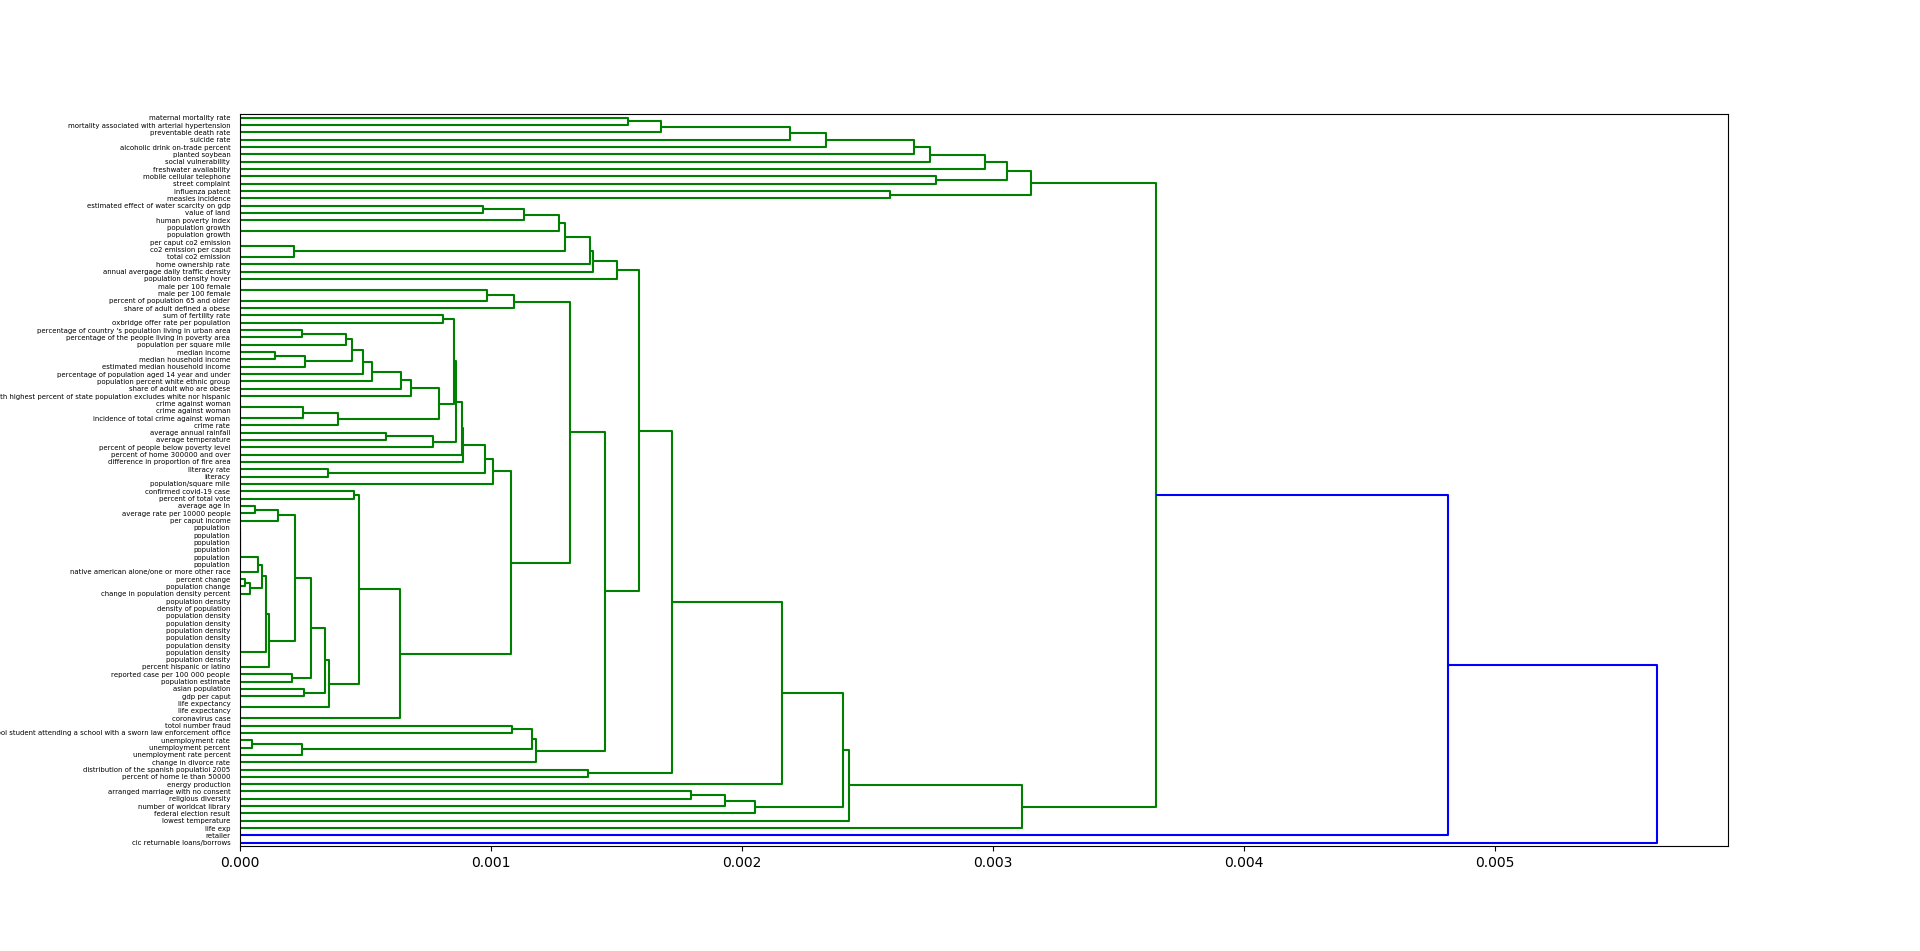 maternal mortality rate
mortality associated with arterial hypertension
preventable death rate
suicide rate
alcoholic drink on-trade percent
planted soybean
social vulnerability
freshwater availability
mobile cellular telephone
street complaint
influenza patent
measles incidence
estimated effect of water scarcity on gdp
value of land
human poverty index
population growth
population growth
per caput co2 emission
co2 emission per caput
total co2 emission
home ownership rate
annual avergage daily traffic density
population density hover
male per 100 female
male per 100 female
percent of population 65 and older
share of adult defined a obese
sum of fertility rate
oxbridge offer rate per population
percentage of country 's population living in urban area
percentage of the people living in poverty area
population per square mile
median income
median household income
estimated median household income
percentage of population aged 14 year and under
population percent white ethnic group
share of adult who are obese
th highest percent of state population excludes white nor hispanic
crime against woman
crime against woman
incidence of total crime against woman
crime rate
average annual rainfall
average temperature
percent of people below poverty level
percent of home 300000 and over
difference in proportion of fire area
literacy rate
literacy
population/square mile
confirmed covid-19 case
percent of total vote
average age in
average rate per 10000 people
per caput income
population
population
population
population
population
population
native american alone/one or more other race
percent change
population change
change in population density percent
population density
density of population
population density
population density
population density
population density
population density
population density
population density
percent hispanic or latino
reported case per 100 000 people
population estimate
asian population
gdp per caput
life expectancy
life expectancy
coronavirus case
totol number fraud
ol student attending a school with a sworn law enforcement office
unemployment rate
unemployment percent
unemployment rate percent
change in divorce rate
distribution of the spanish populatiol 2005
percent of home le than 50000
energy production
arranged marriage with no consent
religious diversity
number of worldcat library
federal election result
lowest temperature
life exp
retailer
cic returnable loans/borrows
0.000 0.001 0.002 0.003 0.004 0.005